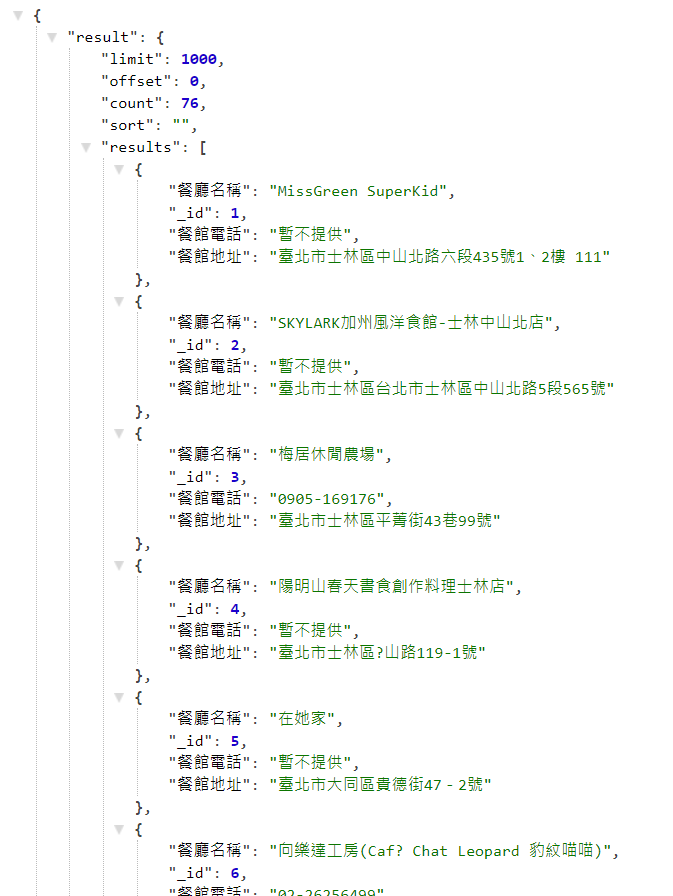 {
"result": {
"limit": 1000,
"offset": 0,
"count": 76,
"sort": "",
"results": [
{
"餐廳名稱": "MissGreen SuperKid",
"_id": 1,
"餐館電話": "暫不提供",
"餐館地址": "臺北市士林區中山北路六段435號1、2樓 111"
},
{
"餐廳名稱": "SKYLARK加州風洋食館-士林中山北店",
"_id": 2,
"餐館電話": "暫不提供",
"餐館地址": "臺北市士林區台北市士林區中山北路5段565號"
},
{
"餐廳名稱": "梅居休閒農場",
"_id": 3,
"餐館電話": "0905-169176",
"餐館地址": "臺北市士林區平菁街43巷99號"
},
{
"餐廳名稱": "陽明山春天書食創作料理士林店",
"_id": 4,
"餐館電話": "暫不提供",
"餐館地址": "臺北市士林區?山路119-1號"
},
{
"餐廳名稱": "在她家",
"_id": 5,
"餐館電話": "暫不提供",
"餐館地址": "臺北市大同區貴德街47‐2號"
},
{
"餐廳名稱": "向樂達工房(Caf? Chat Leopard 豹紋喵喵)",
"_id": 6,
"餐館電話": "02-26256499"